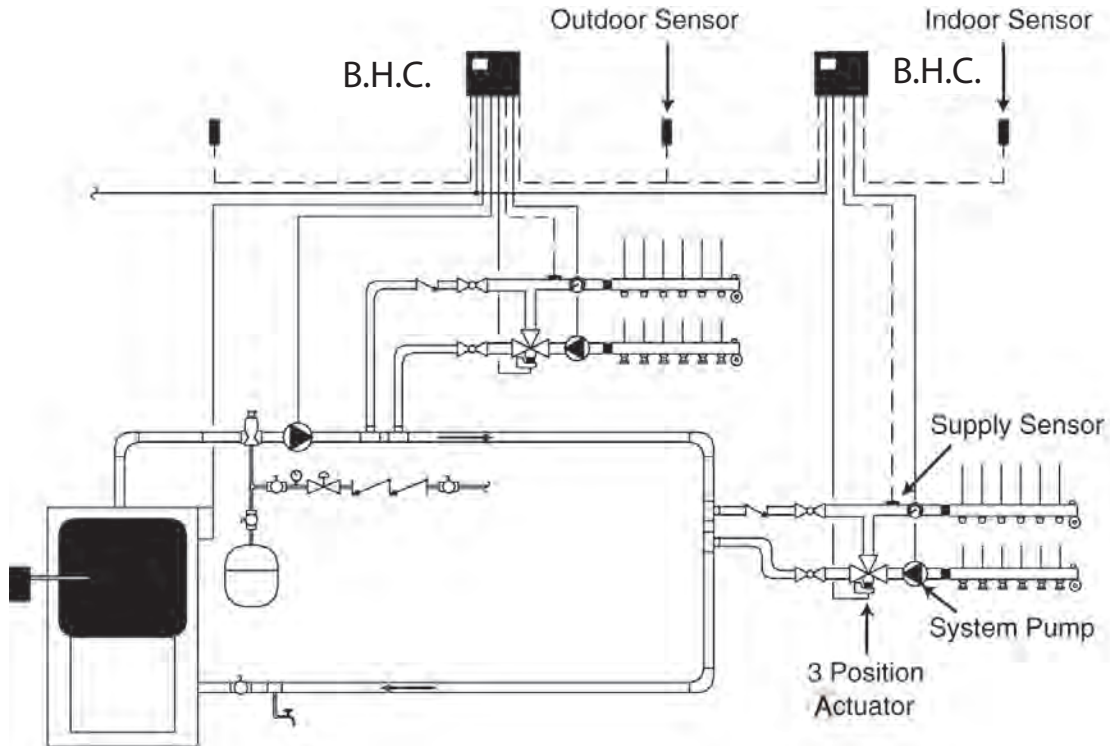 Outdoor Sensor
Indoor Sensor
B.H.C.
B.H.C.
Supply Sensor
System Pump
3 Position
Actuator